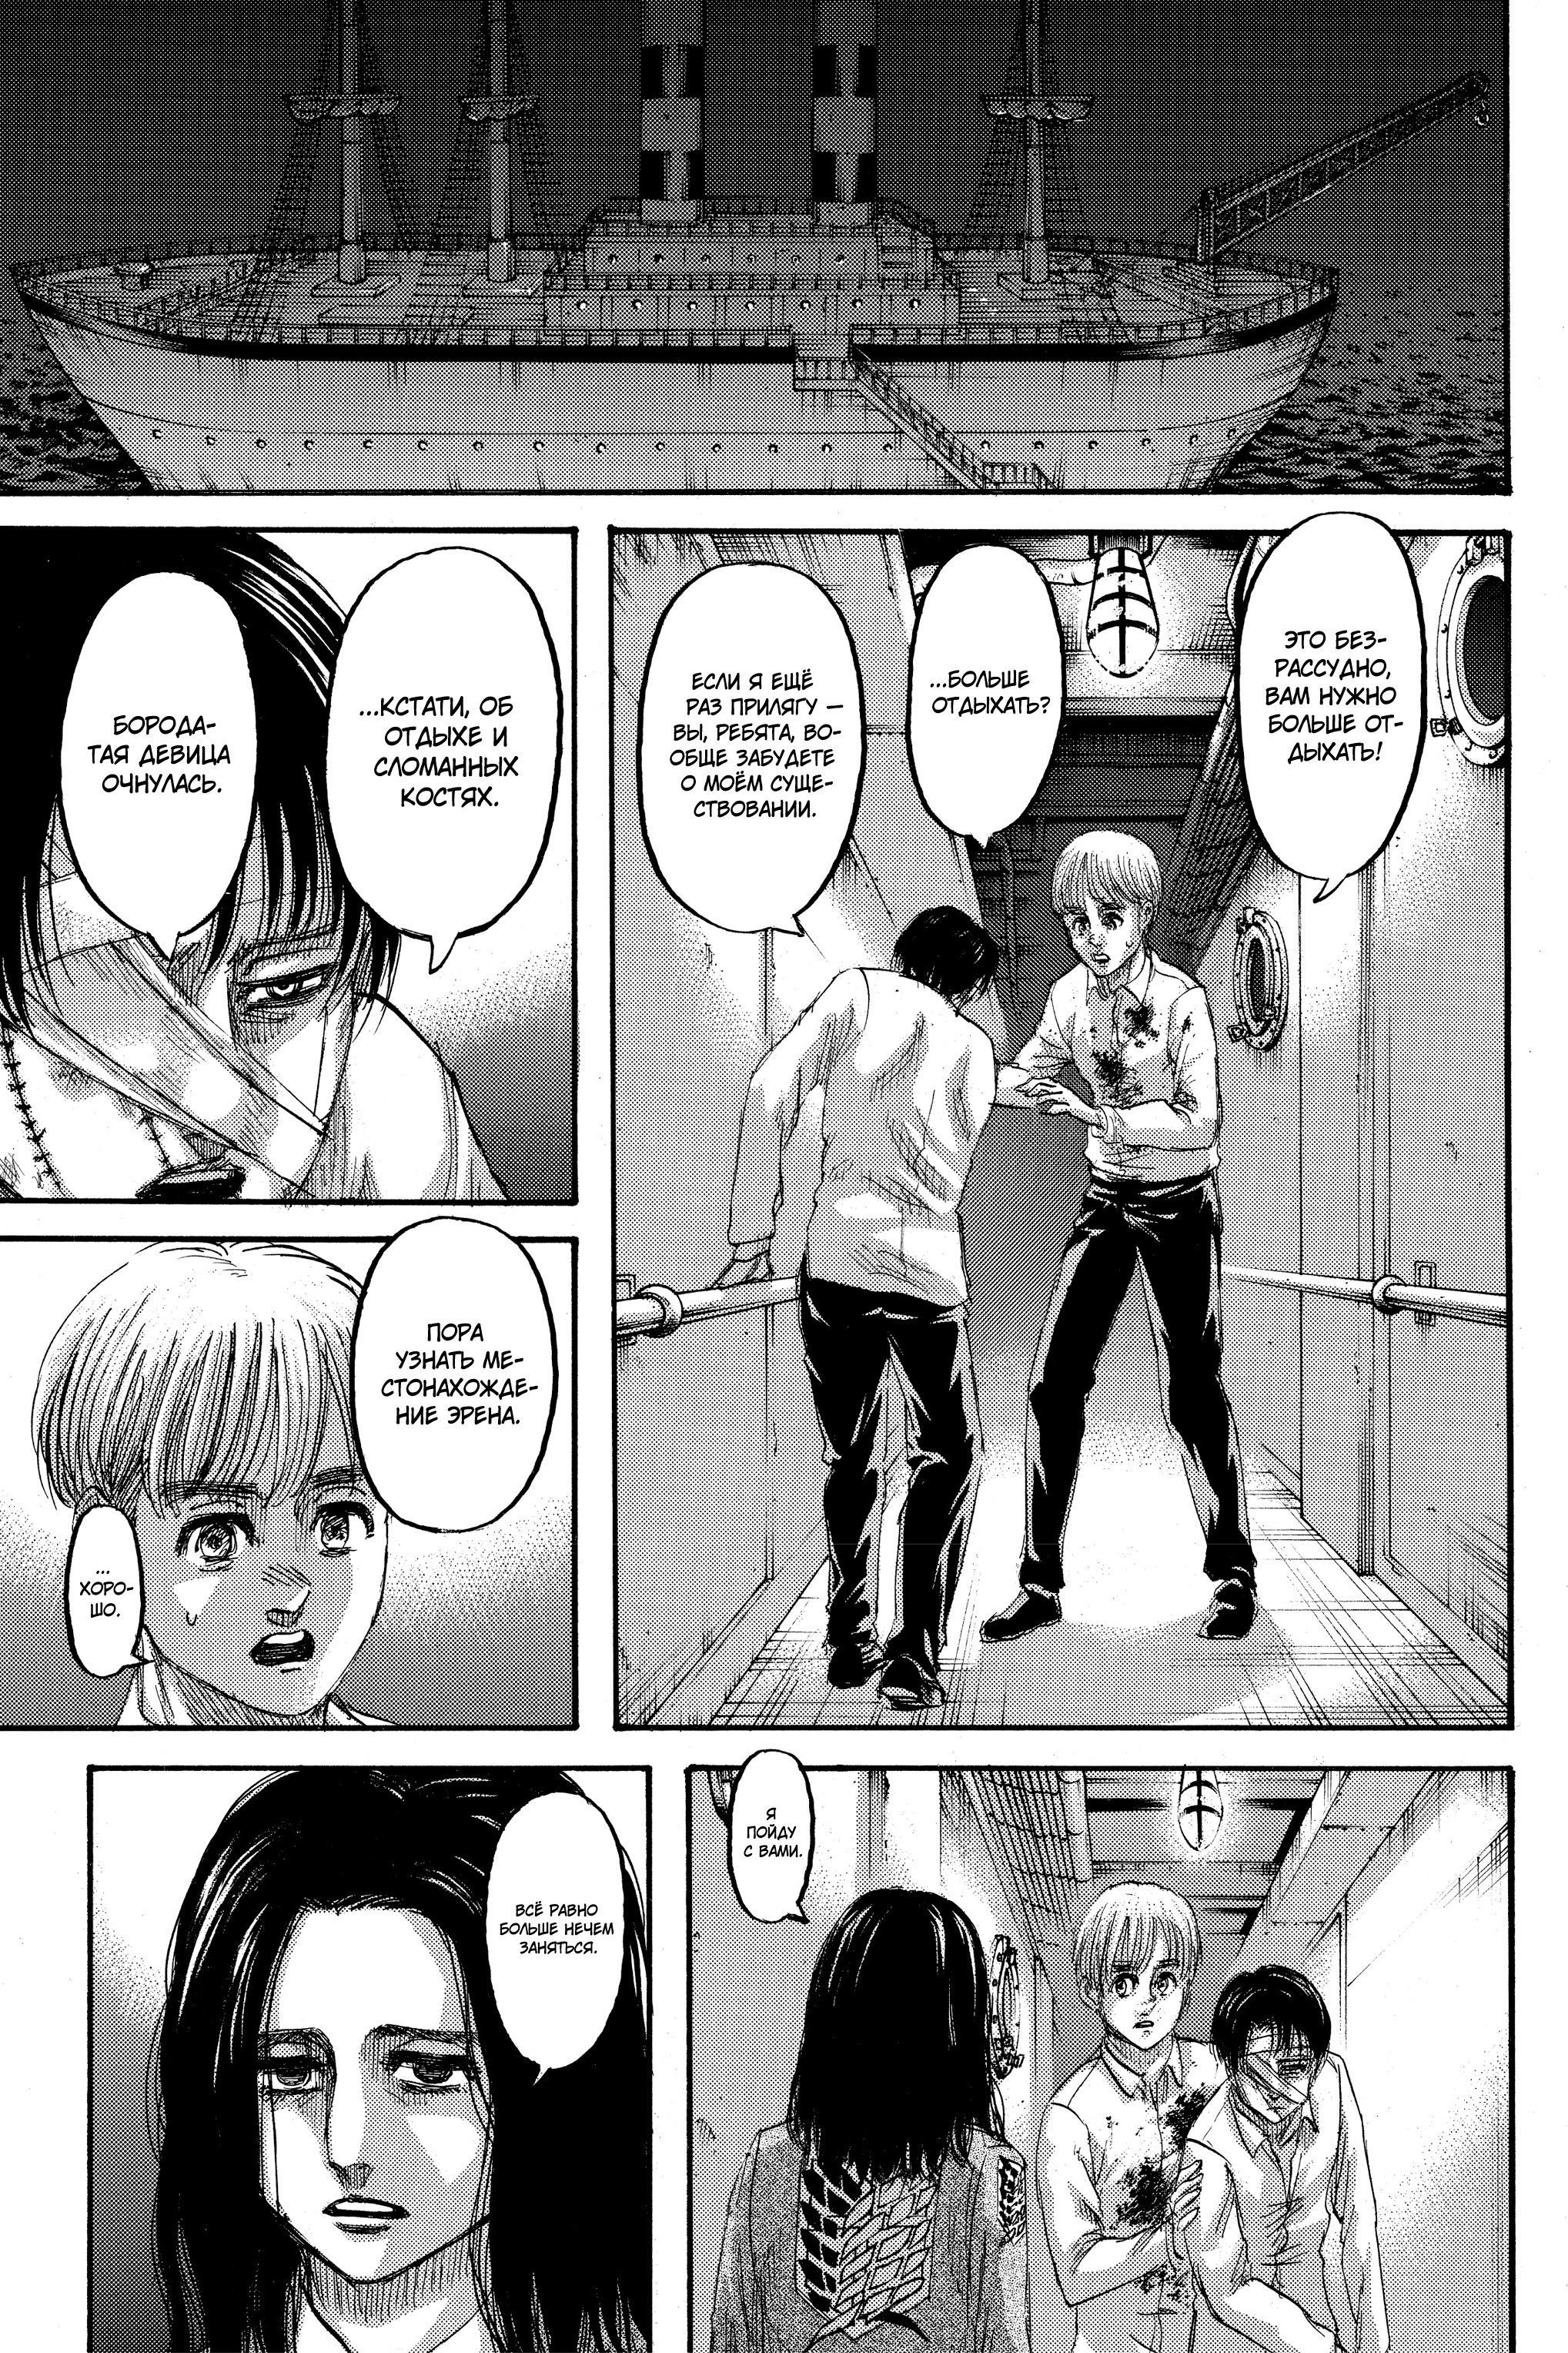 ЭТО БЕЗ-
РАССУДНО,
ВАМ НУЖНО
БОЛЬШЕ ОТ-
ДЫХАТЬ!
...БОЛЬШЕ
ОТДЫХАТЬ?
ЕСЛИ Я ЕЩЁ
РАЗ ПРИЛЯГУ —
ВЫ, РЕБЯТА, ВО-
ОБЩЕ ЗАБУДЕТЕ
О МОЁМ СУЩЕ-
СТВОВАНИИ.
...КСТАТИ, ОБ
ОТДЫХЕ И
СЛОМАННЫХ
КОСТЯХ.
БОРОДА-
ТАЯ ДЕВИЦА
ОЧНУЛАСЬ.
ПОРА
УЗНАТЬ МЕ-
СТОНАХОЖДЕ-
НИЕ ЭРЕНА.
...
ХОРО-
ШО.
Я
ПОЙДУ
С ВАМИ.
ВСЁ РАВНО
БОЛЬШЕ НЕЧЕМ
ЗАНЯТЬСЯ.